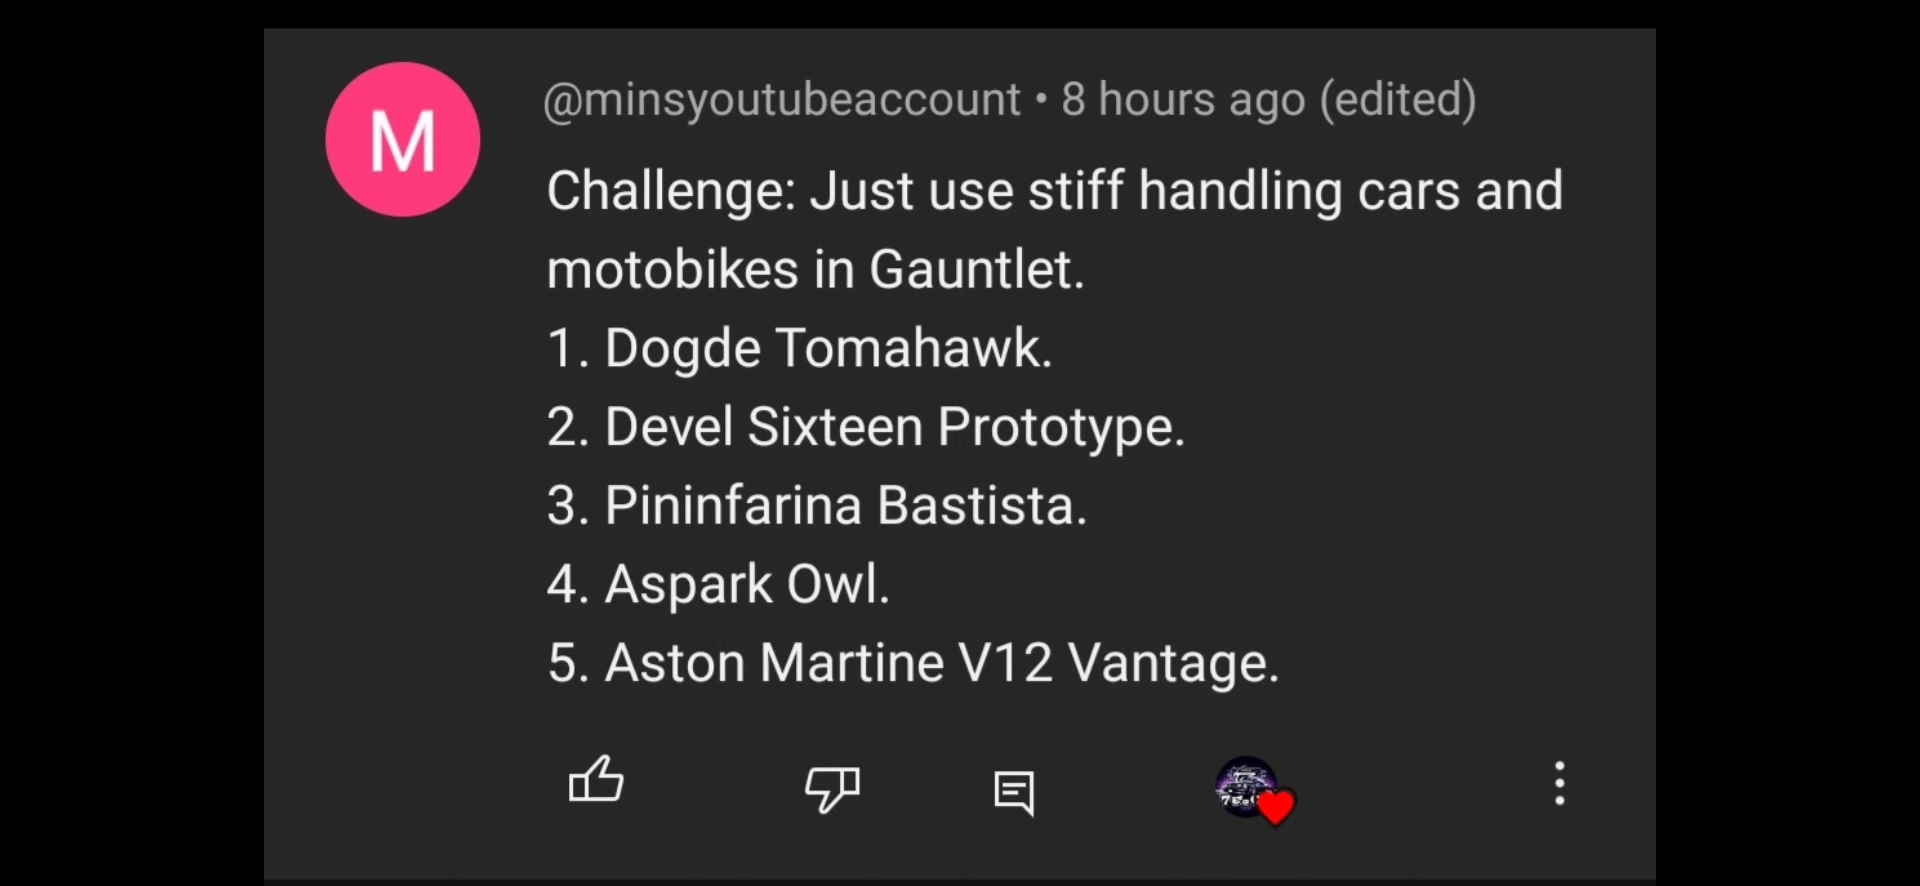 M
@minsyoutubeaccount • 8 hours ago (edited)
Challenge: Just use stiff handling cars and
motobikes in Gauntlet.
1. Dogde Tomahawk.
2. Devel Sixteen Prototype.
3. Pininfarina Bastista.
4. Aspark Owl.
5. Aston Martine V12 Vantage.